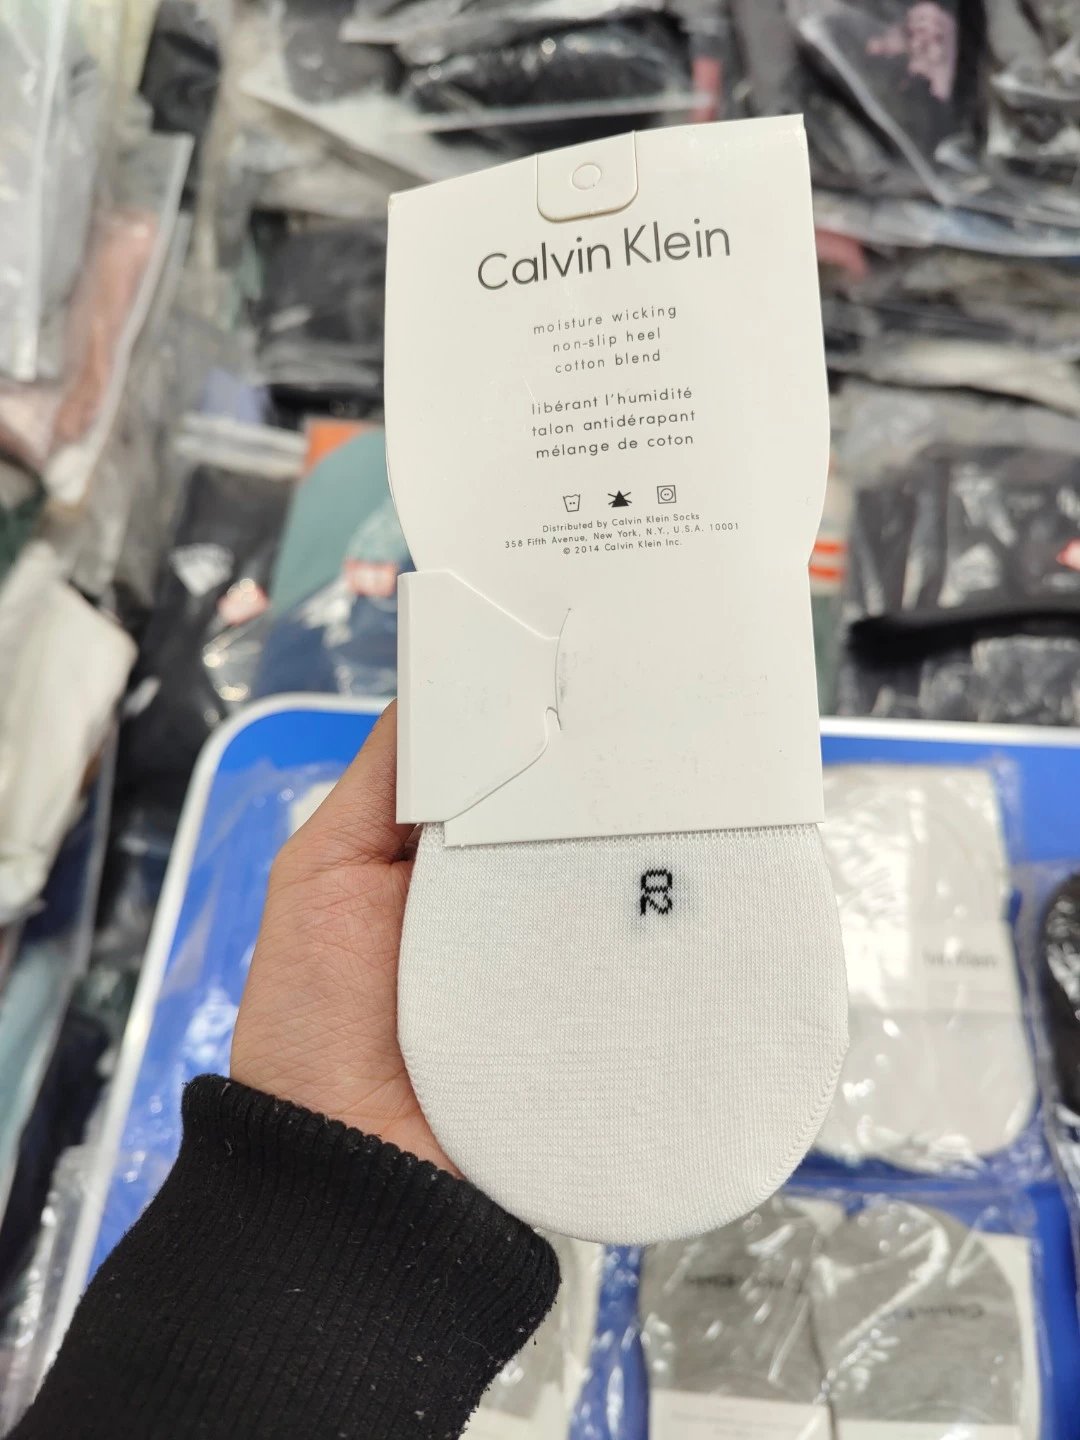 Calvin Klein
moisture wicking
non-slip heel
cotton blend
libérant l'humidité
talon antidérapant
mélange de coton
Distributed by Calvin Klein Socks
358 Fifth Avenue, New York, N.Y., U.S.A. 10001
© 2014 Calvin Klein Inc.